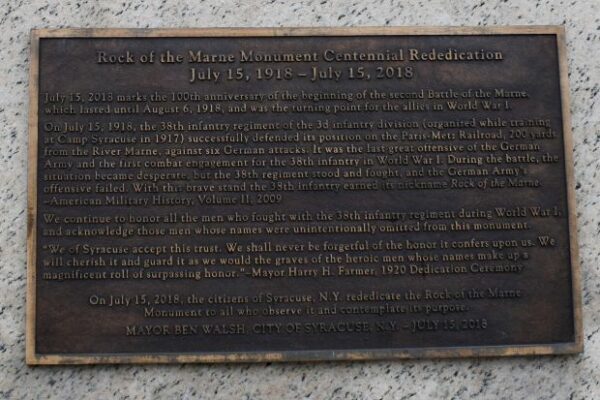 Rock of the Marne Monument Centennial Rededication
July 15, 1918 – July 15, 2018
July 15, 2018 marks the 100th anniversary of the beginning of the second Battle of the Marne,
which lasted until August 6, 1918, and was the turning point for the allies in World War I.
On July 15, 1918, the 38th infantry regiment of the 3d infantry division (organized while training
at Camp Syracuse in 1917) successfully defended its position on the Paris-Metz Railroad, 200 yards
from the River Marne, against six German attacks. It was the last great offensive of the German
Army and the first combat engagement for the 38th infantry in World War I. During the battle, the
situation became desperate, but the 38th regiment stood and fought, and the German Army's
offensive failed. With this brave stand the 38th infantry earned its nickname Rock of the Marne.
–American Military History, Volume II, 2009
We continue to honor all the men who fought with the 38th infantry regiment during World War I,
and acknowledge those men whose names were unintentionally omitted from this monument.
"We of Syracuse accept this trust. We shall never be forgetful of the honor it confers upon us. We
will cherish it and guard it as we would the graves of the heroic men whose names make up a
magnificent roll of surpassing honor."–Mayor Harry H. Farmer, 1920 Dedication Ceremony
On July 15, 2018, the citizens of Syracuse, N.Y. rededicate the Rock of the Marne
Monument to all who observe it and contemplate its purpose.
MAYOR BEN WALSH, CITY OF SYRACUSE, N.Y. – JULY 15, 2018